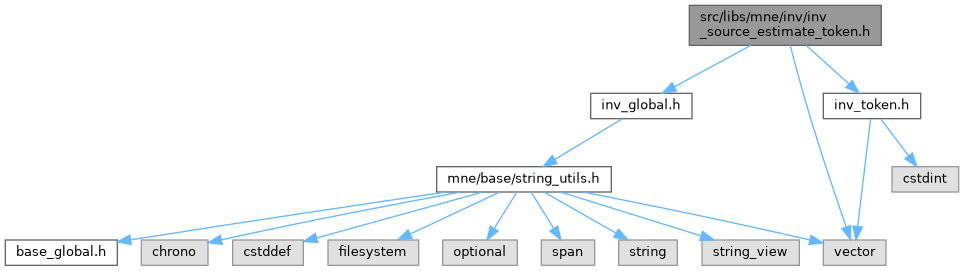 src/libs/mne/inv/inv
_source_estimate_token.h
inv_global.h
inv_token.h
mne/base/string_utils.h
cstdint
base_global.h
chrono
cstddef
filesystem
optional
span
string
string_view
vector